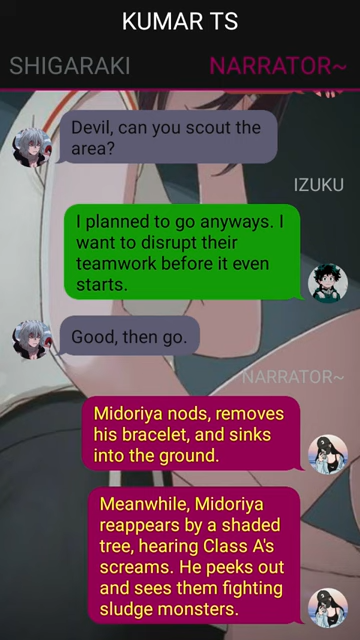 KUMAR TS
SHIGARAKI
NARRATOR~
Devil, can you scout the
area?
IZUKU
I planned to go anyways. I
want to disrupt their
teamwork before it even
starts.
Good, then go.
NARRATOR~
Midoriya nods, removes
his bracelet, and sinks
into the ground.
Meanwhile, Midoriya
reappears by a shaded
tree, hearing Class A's
screams. He peeks out
and sees them fighting
sludge monsters.